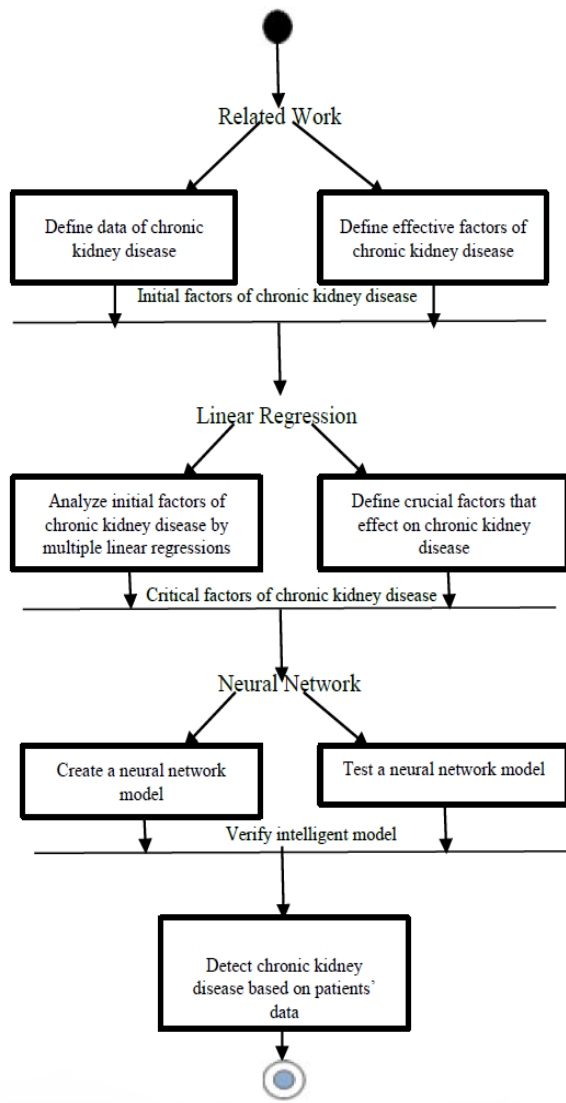 Related Work
Define data of chronic
kidney disease
Define effective factors of
chronic kidney disease
Initial factors of chronic kidney disease
Linear Regression
Analyze initial factors of
chronic kidney disease by
multiple linear regressions
Define crucial factors that
effect on chronic kidney
disease
Critical factors of chronic kidney disease
Neural Network
Create a neural network
model
Test a neural network model
Verify intelligent model
Detect chronic kidney
disease based on patients’
data